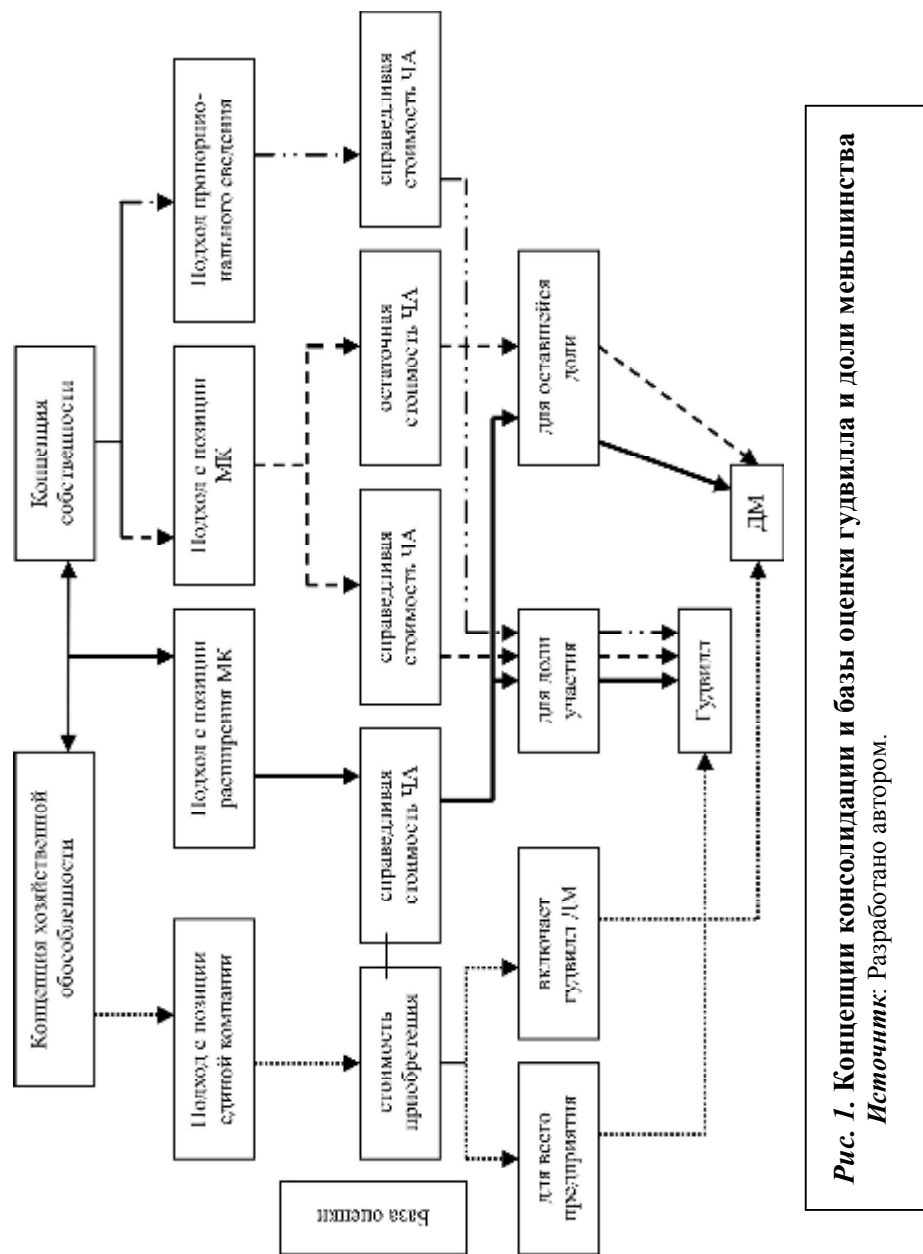 Концепция хозяйственной
обособленности
Концепция
собственности
Подход с позиции
единой компании
Подход с позиции
расширения МК
Подход с позиции
МК
Подход пропорцио-
нального сведения
База оценки
стоимость
приобретения
справедливая
стоимость ЧА
справедливая
стоимость ЧА
остаточная
стоимость ЧА
справедливая
стоимость ЧА
для всего
предприятия
включает
гудвилл ДМ
для доли
участия
для оставшейся
доли
Гудвилл
ДМ
Рис. 1. Концепции консолидации и базы оценки гудвилла и доли меньшинства
Источнтк: Разработано автором.